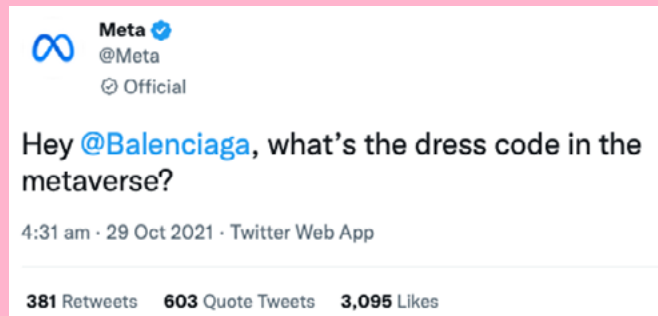 Meta
@Meta
Official
Hey @Balenciaga, what's the dress code in the
metaverse?
4:31 am · 29 Oct 2021 · Twitter Web App
381 Retweets 603 Quote Tweets 3,095 Likes